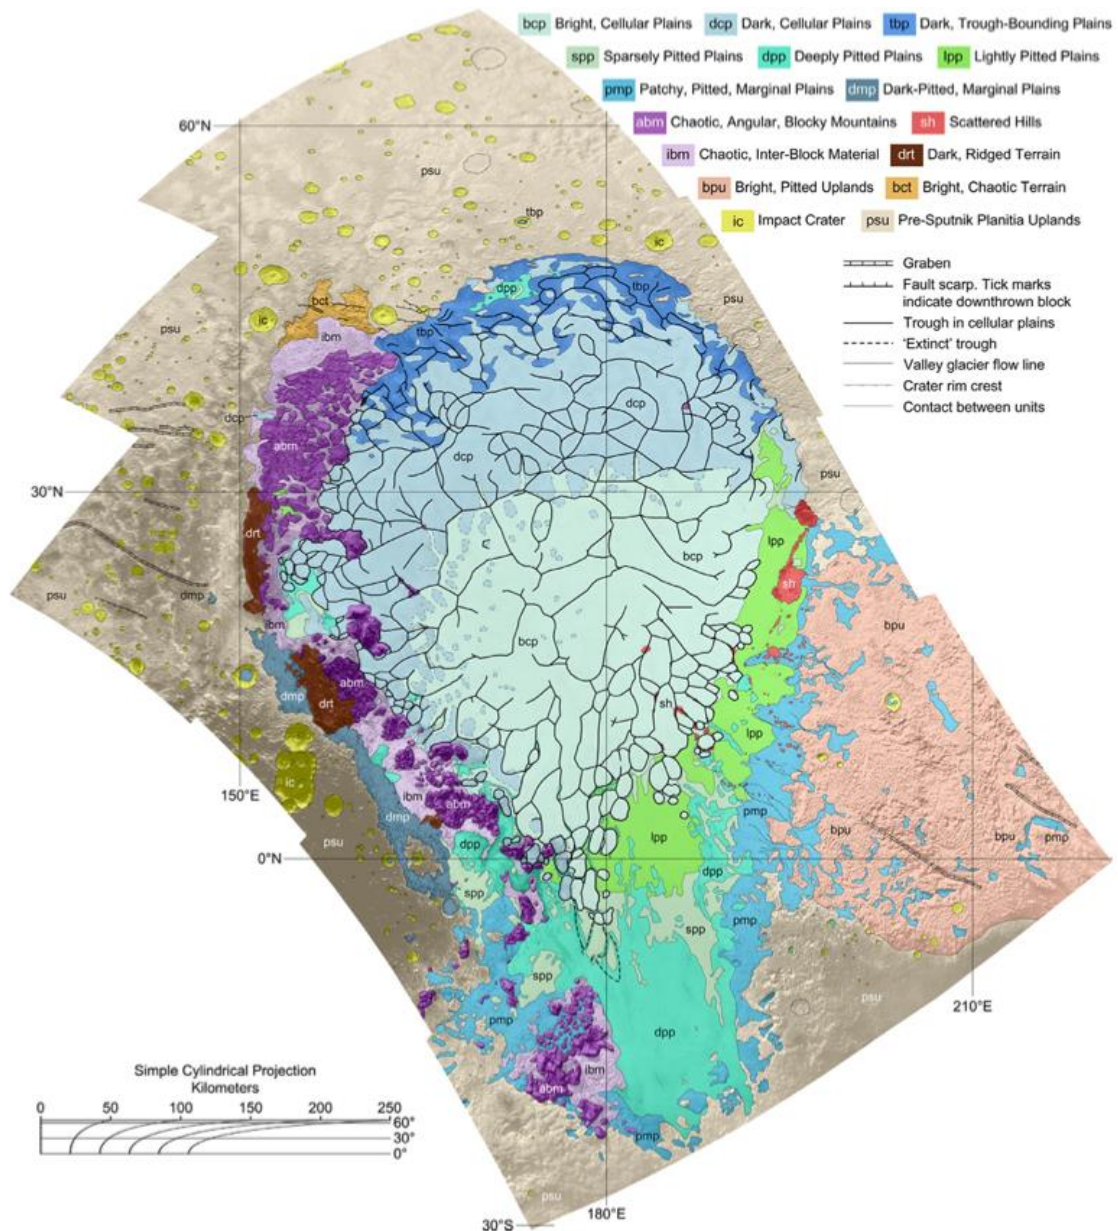 bcp Bright, Cellular Plains dcp Dark, Cellular Plains tbp Dark, Trough-Bounding Plains
spp Sparsely Pitted Plains dpp Deeply Pitted Plains lpp Lightly Pitted Plains
pmp Patchy, Pitted, Marginal Plains dmp Dark-Pitted, Marginal Plains
abm Chaotic, Angular, Blocky Mountains sh Scattered Hills
ibm Chaotic, Inter-Block Material drt Dark, Ridged Terrain
bpu Bright, Pitted Uplands bct Bright, Chaotic Terrain
ic Impact Crater psu Pre-Sputnik Planitia Uplands
Graben
Fault scarp. Tick marks
indicate downthrown block
Trough in cellular plains
'Extinct' trough
Valley glacier flow line
Crater rim crest
Contact between units
60°N
psu
tbp
ic
dpp
tbp
psu
bct
ic
psu
tbp
ibm
dcp
dcp
abm
dcp
psu
30°N
drt
lpp
bcp
sh
psu
dmp
ibm
bpu
bcp
abm
dmp
drt
sh
lpp
ic
150°E
ibm
abm
dmp
pmp
psu
dpp
lpp
bpu
bpu
pmp
0°N
dpp
spp
pmp
spp
spp
psu
210°E
pmp
dpp
ibm
abm
pmp
psu
180°E
30°S
Simple Cylindrical Projection
Kilometers
0 50 100 150 200 250
60°
30°
0°